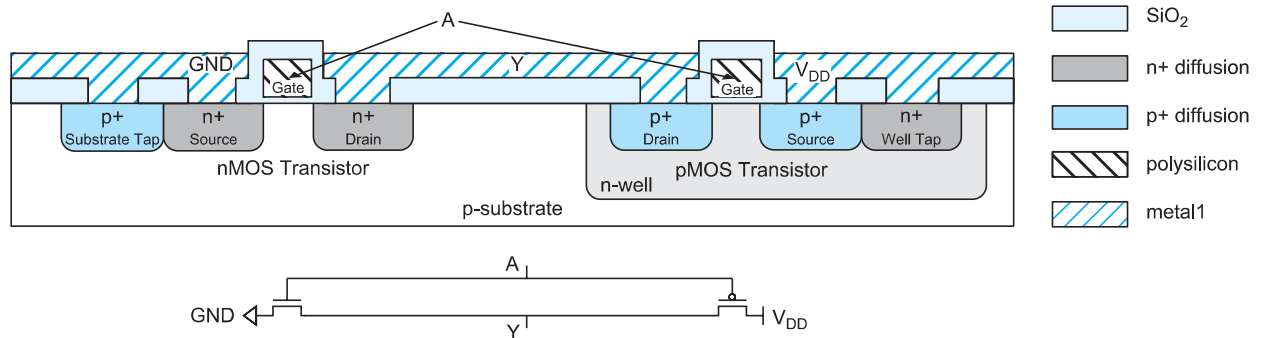 A
SiO2
GND
Y
VDD
Gate
Gate
n+ diffusion
p+
n+
n+
p+
p+
n+
Substrate Tap
Source
Drain
Drain
Source
Well Tap
p+ diffusion
nMOS Transistor
pMOS Transistor
polysilicon
n-well
p-substrate
metal1
A
GND
Y
VDD